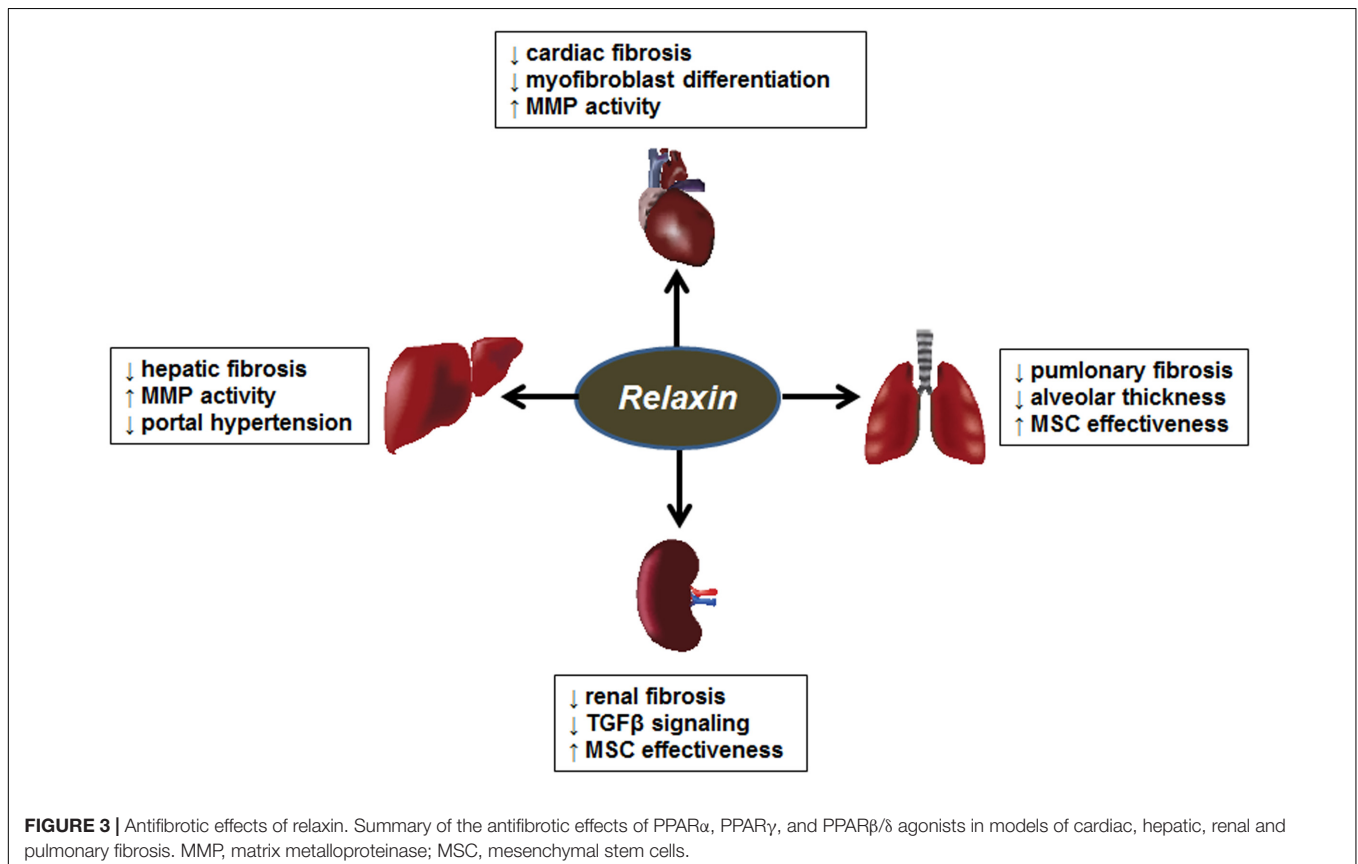 ↓ cardiac fibrosis
↓ myofibroblast differentiation
↑ MMP activity
↓ hepatic fibrosis
↑ MMP activity
↓ portal hypertension
Relaxin
↓ pumlonary fibrosis
↓ alveolar thickness
↑ MSC effectiveness
↓ renal fibrosis
↓ TGFβ signaling
↑ MSC effectiveness
FIGURE 3 | Antifibrotic effects of relaxin. Summary of the antifibrotic effects of PPARα, PPARγ, and PPARβ/δ agonists in models of cardiac, hepatic, renal and
pulmonary fibrosis. MMP, matrix metalloproteinase; MSC, mesenchymal stem cells.